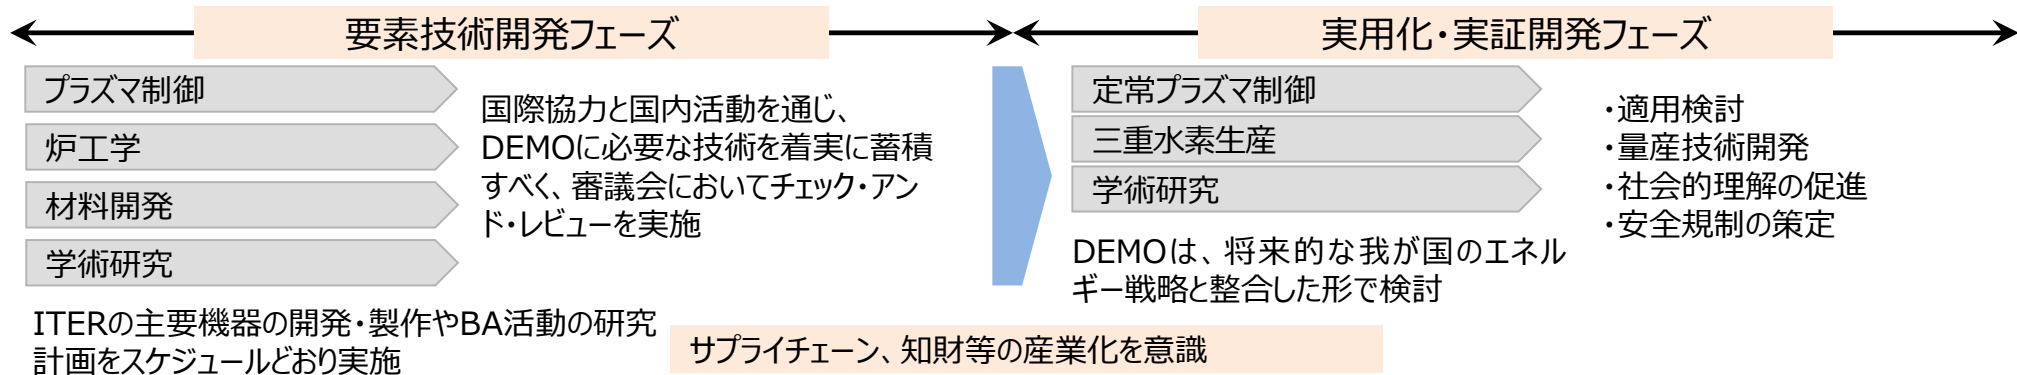 要素技術開発フェーズ
プラズマ制御
炉工学
材料開発
学術研究
国際協力と国内活動を通じ、
DEMOに必要な技術を着実に蓄積
すべく、審議会においてチェック・アン
ド・レビューを実施
ITERの主要機器の開発・製作やBA活動の研究
計画をスケジュールどおり実施
実用化・実証開発フェーズ
定常プラズマ制御
三重水素生産
学術研究
・適用検討
・量産技術開発
・社会的理解の促進
・安全規制の策定
DEMOは、将来的な我が国のエネル
ギー戦略と整合した形で検討
サプライチェーン、知財等の産業化を意識